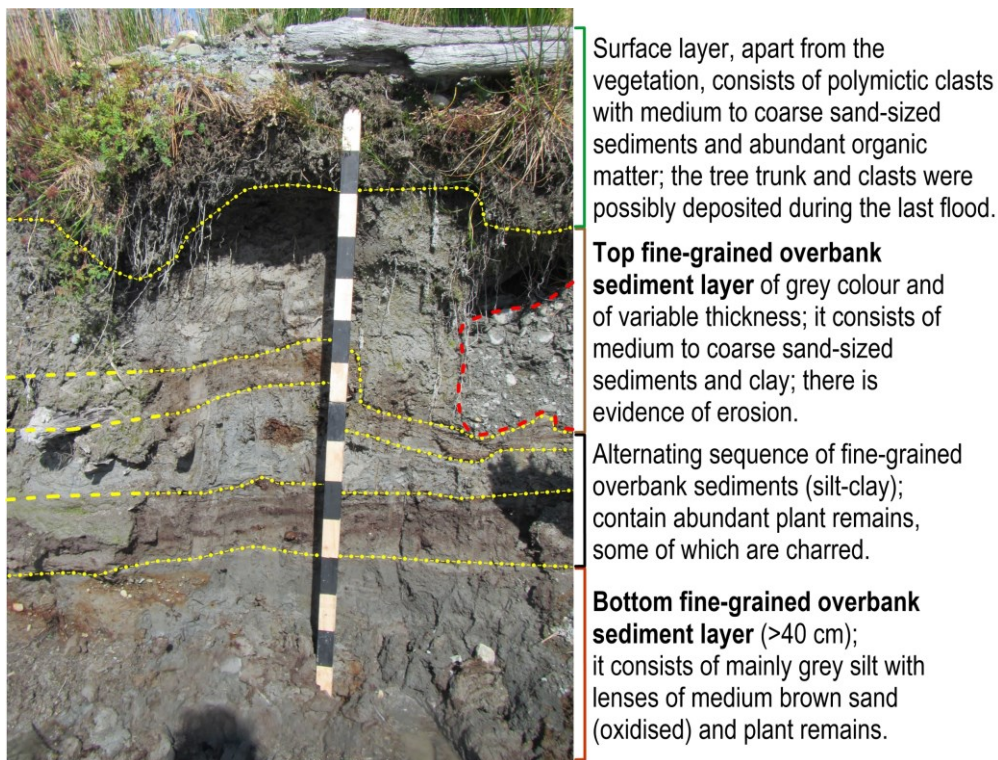 Surface layer, apart from the
vegetation, consists of polymictic clasts
with medium to coarse sand-sized
sediments and abundant organic
matter; the tree trunk and clasts were
possibly deposited during the last flood.
Top fine-grained overbank
sediment layer of grey colour and
of variable thickness; it consists of
medium to coarse sand-sized
sediments and clay; there is
evidence of erosion.
Alternating sequence of fine-grained
overbank sediments (silt-clay);
contain abundant plant remains,
some of which are charred.
Bottom fine-grained overbank
sediment layer (>40 cm);
it consists of mainly grey silt with
lenses of medium brown sand
(oxidised) and plant remains.